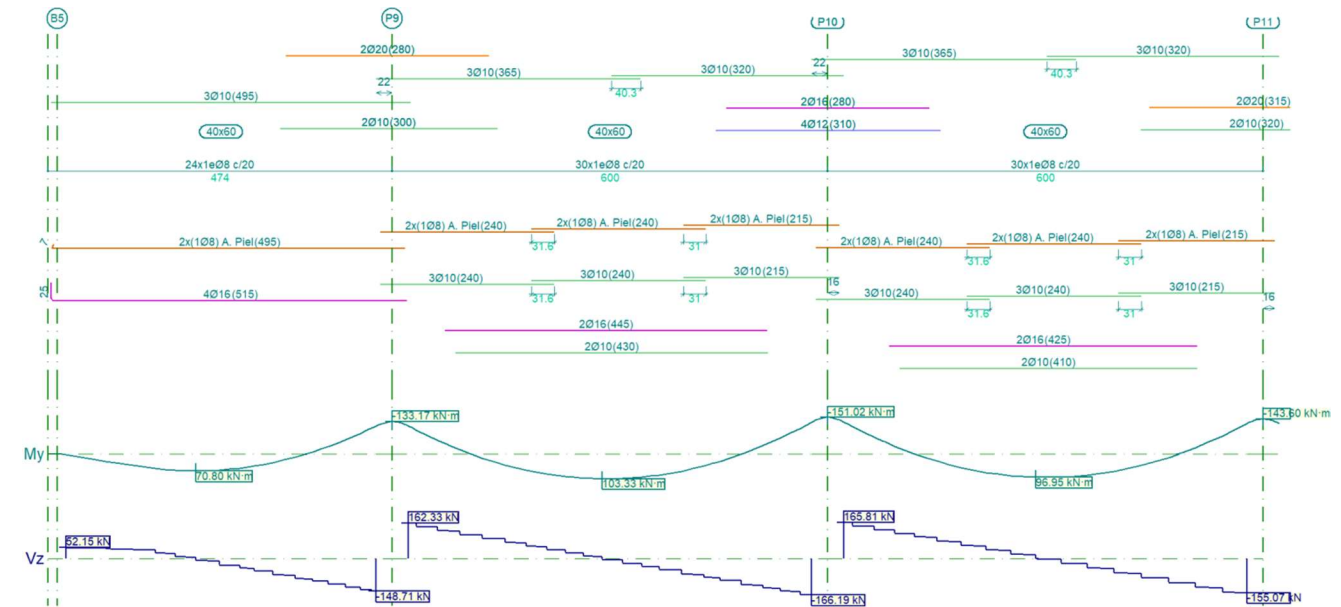 B5 P9 P10 P11
2Ø20(280)
3Ø10(365) 3Ø10(320)
22 3Ø10(365) 3Ø10(320)
22 40.3 40.3
3Ø10(495) 2Ø16(280) 2Ø20(315)
2Ø10(300) 4Ø12(310) 2Ø10(320)
40x60 40x60 40x60
24x1eØ8 c/20 30x1eØ8 c/20 30x1eØ8 c/20
474 600 600
2x(1Ø8) A. Piel(240) 2x(1Ø8) A. Piel(240) 2x(1Ø8) A. Piel(215)
7 2x(1Ø8) A. Piel(495) 31.6 31 2x(1Ø8) A. Piel(240) 2x(1Ø8) A. Piel(240) 2x(1Ø8) A. Piel(215)
31.6 31
3Ø10(240) 3Ø10(240) 3Ø10(215)
25 4Ø16(515) 31.6 31 16 3Ø10(240) 3Ø10(240) 3Ø10(215)
31.6 31 16
2Ø16(445) 2Ø16(425)
2Ø10(430) 2Ø10(410)
-133.17 kN·m -151.02 kN·m -143.60 kN·m
My
70.80 kN·m 103.33 kN·m 96.95 kN·m
162.33 kN 165.81 kN
52.15 kN
Vz
-148.71 kN -166.19 kN -155.07 kN